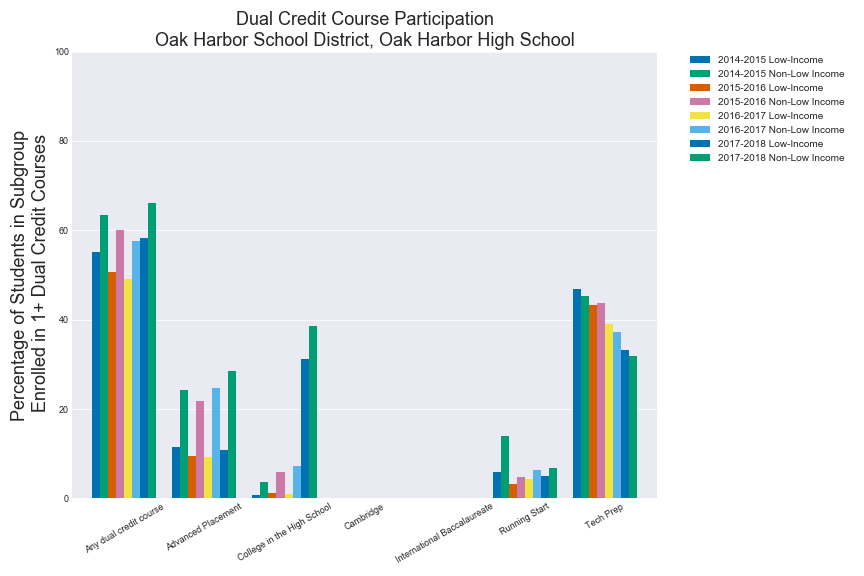 Dual Credit Course Participation
Oak Harbor School District, Oak Harbor High School
Percentage of Students in Subgroup
Enrolled in 1+ Dual Credit Courses
100
80
60
40
20
0
Any dual credit course
Advanced Placement
College in the High School
Cambridge
International Baccalaureate
Running Start
Tech Prep
2014-2015 Low-Income
2014-2015 Non-Low Income
2015-2016 Low-Income
2015-2016 Non-Low Income
2016-2017 Low-Income
2016-2017 Non-Low Income
2017-2018 Low-Income
2017-2018 Non-Low Income